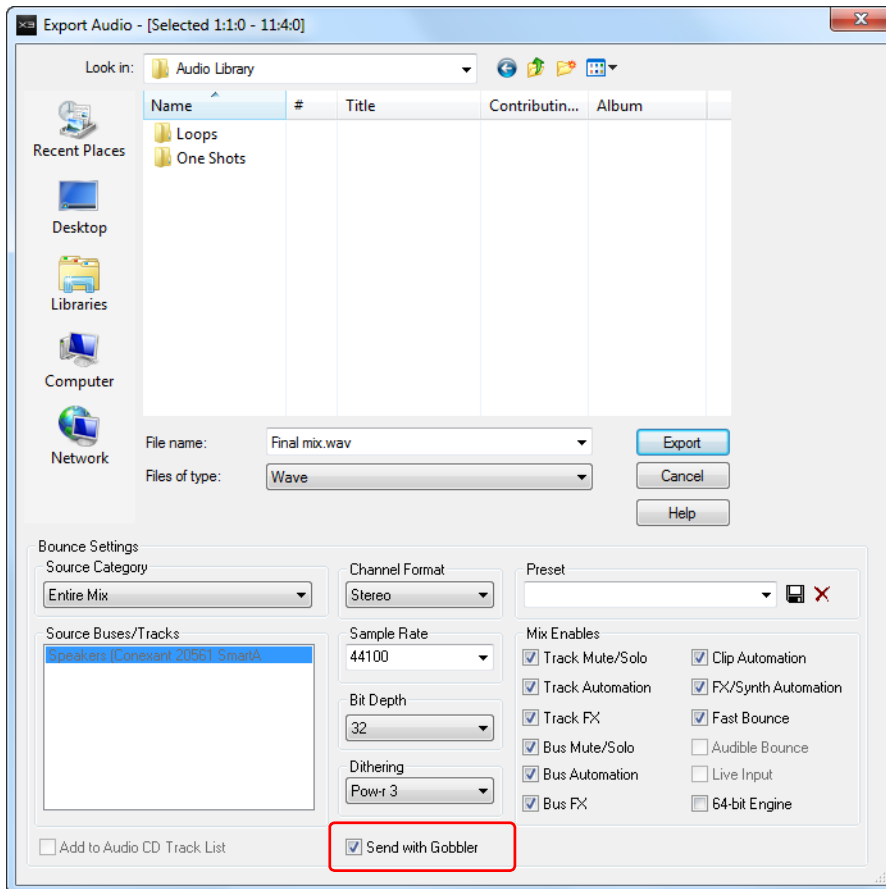 X3 Export Audio - [Selected 1:1:0 - 11:4:0]
Look in: Audio Library
Name # Title Contributin... Album
Loops
One Shots
Recent Places
Desktop
Libraries
Computer
Network
File name: Final mix.wav Export
Files of type: Wave Cancel
Help
Bounce Settings
Source Category Channel Format Preset
Entire Mix Stereo
Source Buses/Tracks Sample Rate Mix Enables
Speakers (Conexant 20561 SmartA 44100 Track Mute/Solo Clip Automation
Bit Depth Track Automation FX/Synth Automation
32 Track FX Fast Bounce
Bus Mute/Solo Audible Bounce
Dithering Bus Automation Live Input
Pow-r 3 Bus FX 64-bit Engine
Add to Audio CD Track List Send with Gobbler